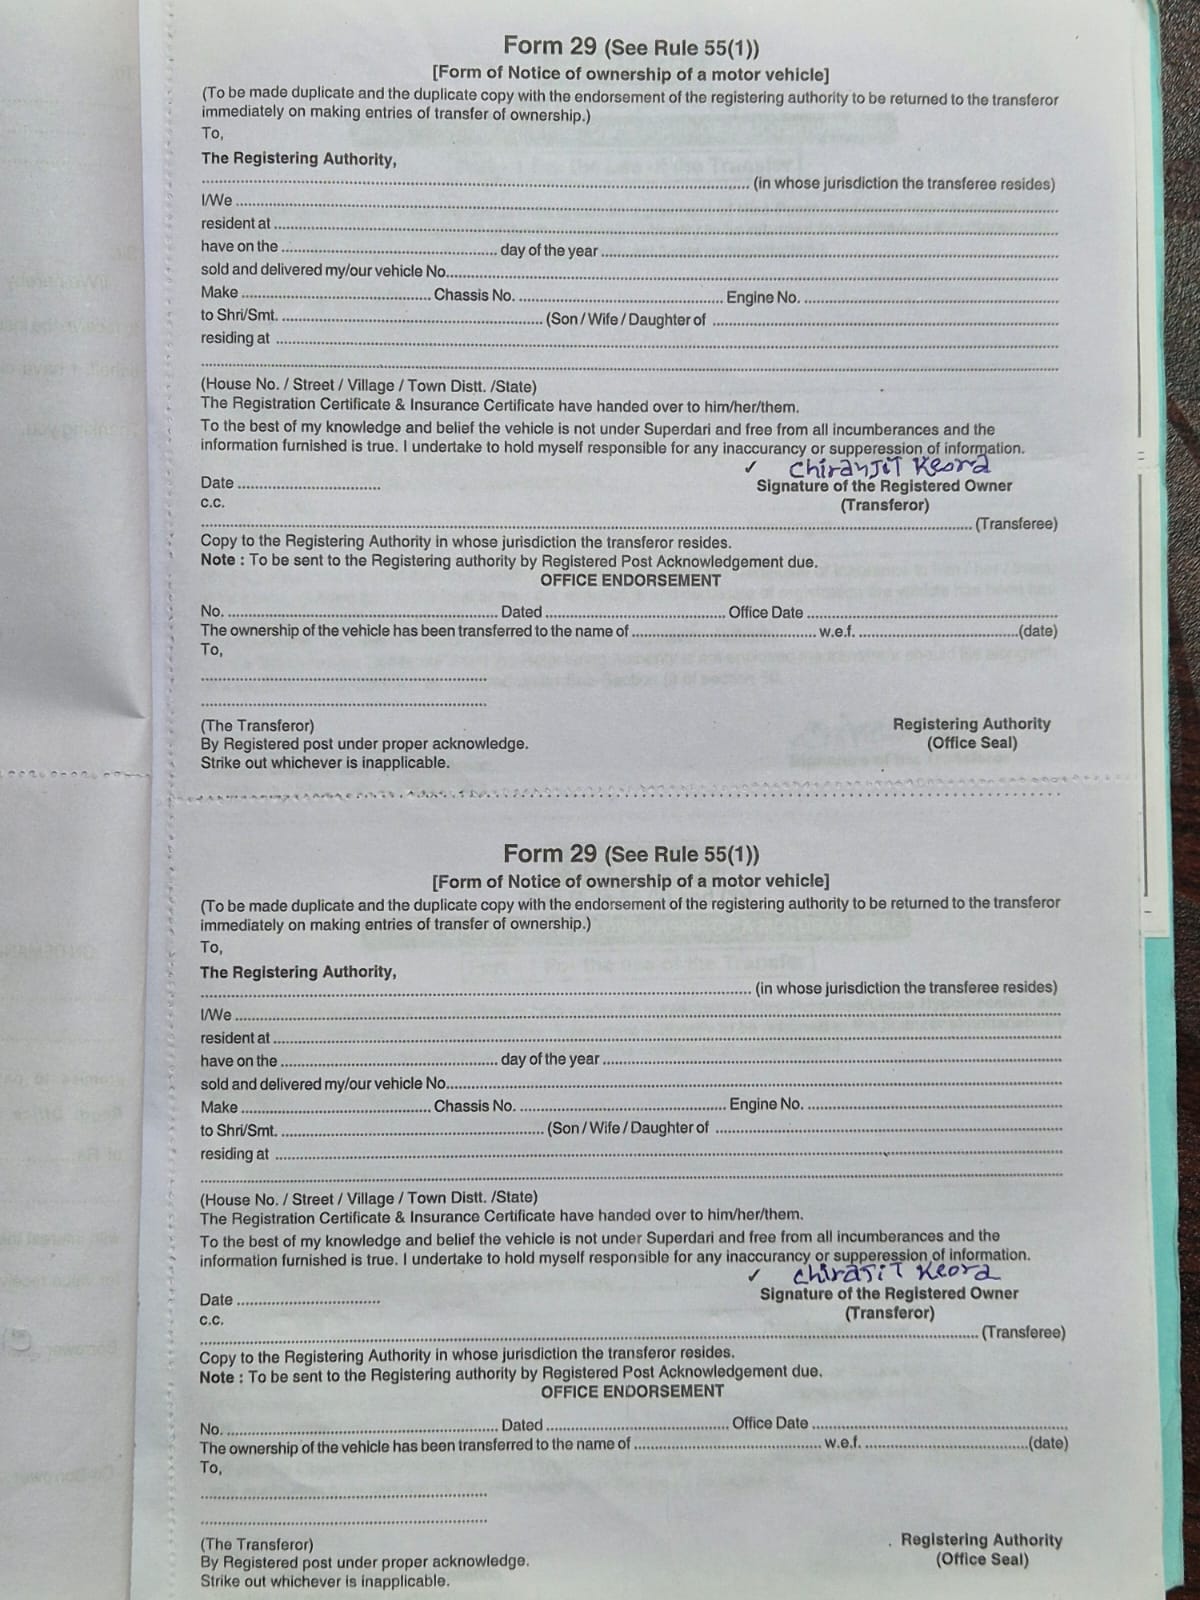 Form 29 (See Rule 55(1))
[Form of Notice of ownership of a motor vehicle]
(To be made duplicate and the duplicate copy with the endorsement of the registering authority to be returned to the transferor
immediately on making entries of transfer of ownership.)
To,
The Registering Authority,
(in whose jurisdiction the transferee resides)
I/We
resident at
have on the day of the year
sold and delivered my/our vehicle No.
Make Chassis No. Engine No.
to Shri/Smt. (Son / Wife / Daughter of
residing at
(House No. / Street / Village / Town Distt. /State)
The Registration Certificate & Insurance Certificate have handed over to him/her/them.
To the best of my knowledge and belief the vehicle is not under Superdari and free from all incumberances and the
information furnished is true. I undertake to hold myself responsible for any inaccurancy or supperession of information.
✓ Chiranjit Keora
Date Signature of the Registered Owner
c.c. (Transferor)
(Transferee)
Copy to the Registering Authority in whose jurisdiction the transferor resides.
Note : To be sent to the Registering authority by Registered Post Acknowledgement due.
OFFICE ENDORSEMENT
No. Dated Office Date
The ownership of the vehicle has been transferred to the name of w.e.f. (date)
To,
(The Transferor) Registering Authority
By Registered post under proper acknowledge. (Office Seal)
Strike out whichever is inapplicable.
Form 29 (See Rule 55(1))
[Form of Notice of ownership of a motor vehicle]
(To be made duplicate and the duplicate copy with the endorsement of the registering authority to be returned to the transferor
immediately on making entries of transfer of ownership.)
To,
The Registering Authority,
(in whose jurisdiction the transferee resides)
I/We
resident at
have on the day of the year
sold and delivered my/our vehicle No.
Make Chassis No. Engine No.
to Shri/Smt. (Son / Wife / Daughter of
residing at
(House No. / Street / Village / Town Distt. /State)
The Registration Certificate & Insurance Certificate have handed over to him/her/them.
To the best of my knowledge and belief the vehicle is not under Superdari and free from all incumberances and the
information furnished is true. I undertake to hold myself responsible for any inaccurancy or supperession of information.
✓ Chirajit Keora
Date Signature of the Registered Owner
c.c. (Transferor)
(Transferee)
Copy to the Registering Authority in whose jurisdiction the transferor resides.
Note : To be sent to the Registering authority by Registered Post Acknowledgement due.
OFFICE ENDORSEMENT
No. Dated Office Date
The ownership of the vehicle has been transferred to the name of w.e.f. (date)
To,
(The Transferor) Registering Authority
By Registered post under proper acknowledge. (Office Seal)
Strike out whichever is inapplicable.